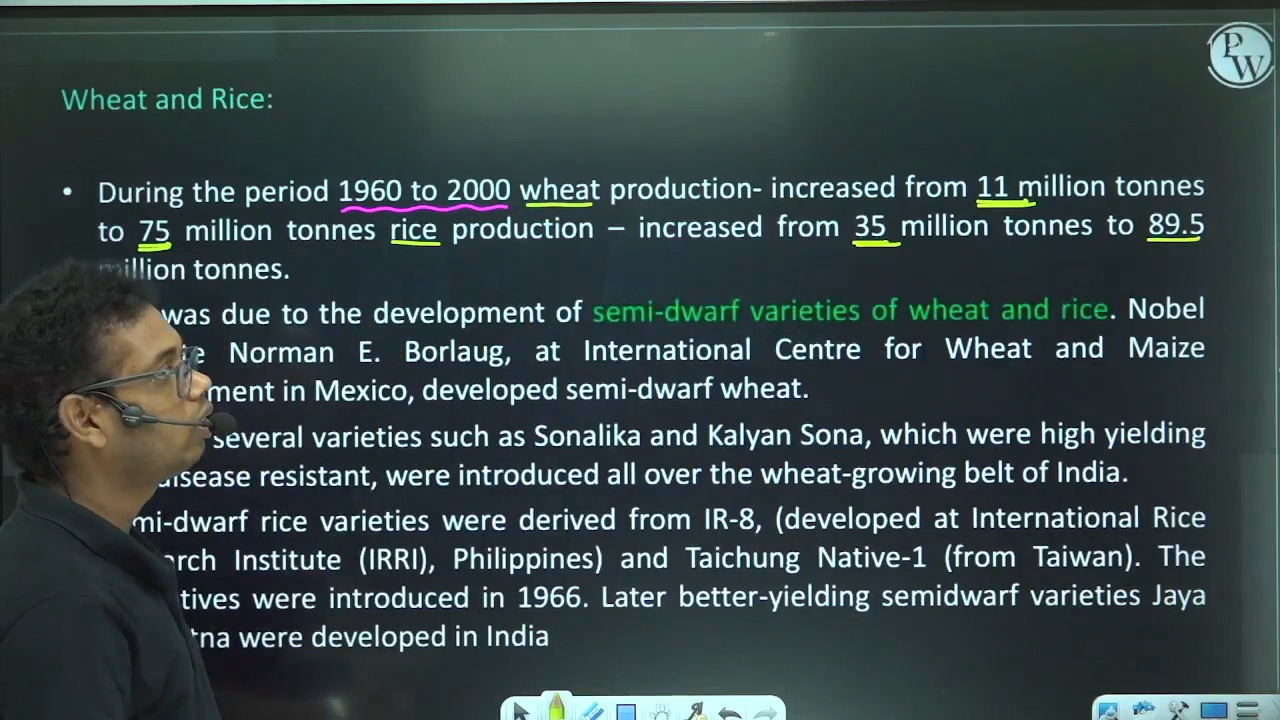 PW
Wheat and Rice:
• During the period 1960 to 2000 wheat production- increased from 11 million tonnes
to 75 million tonnes rice production – increased from 35 million tonnes to 89.5
million tonnes.
was due to the development of semi-dwarf varieties of wheat and rice. Nobel
Norman E. Borlaug, at International Centre for Wheat and Maize
ment in Mexico, developed semi-dwarf wheat.
several varieties such as Sonalika and Kalyan Sona, which were high yielding
disease resistant, were introduced all over the wheat-growing belt of India.
mi-dwarf rice varieties were derived from IR-8, (developed at International Rice
arch Institute (IRRI), Philippines) and Taichung Native-1 (from Taiwan). The
tives were introduced in 1966. Later better-yielding semidwarf varieties Jaya
tna were developed in India